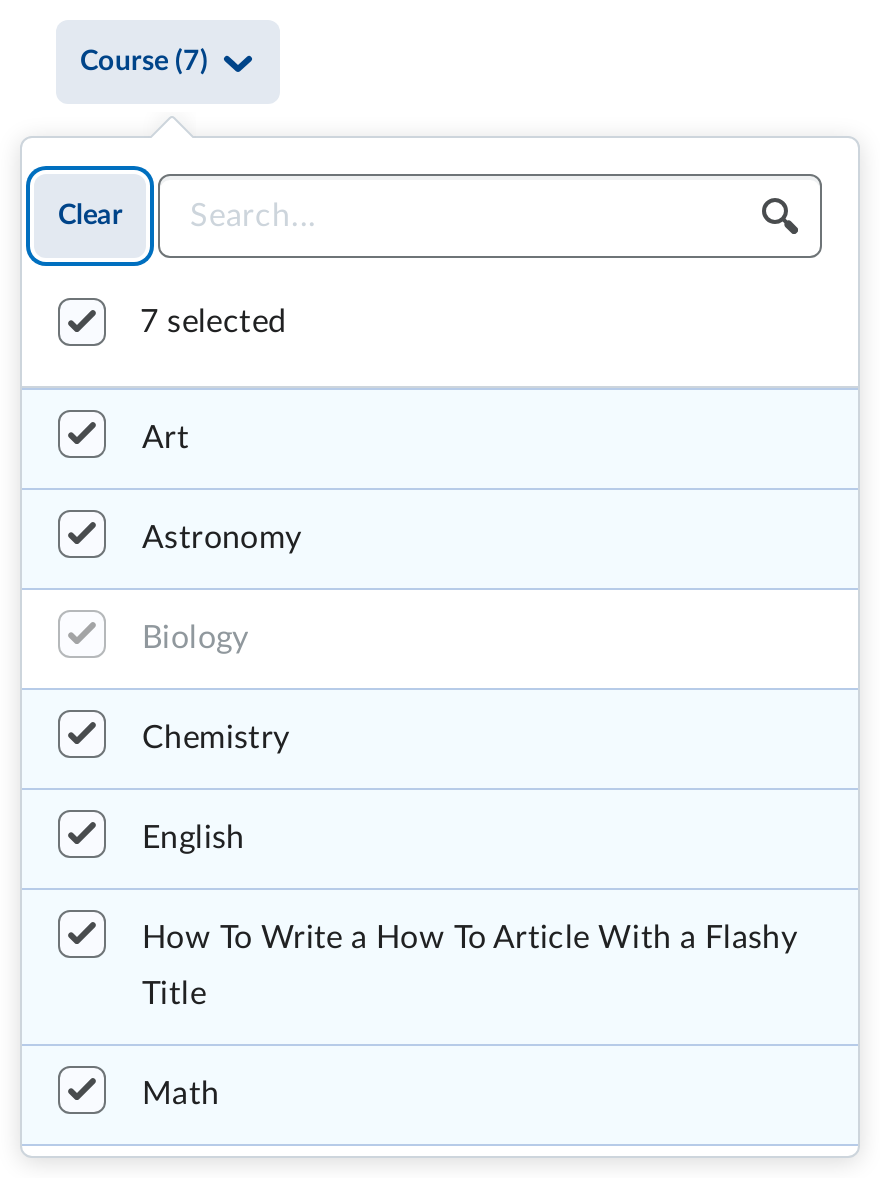 Course (7)
Clear
Search...
7 selected
Art
Astronomy
Biology
Chemistry
English
How To Write a How To Article With a Flashy
Title
Math